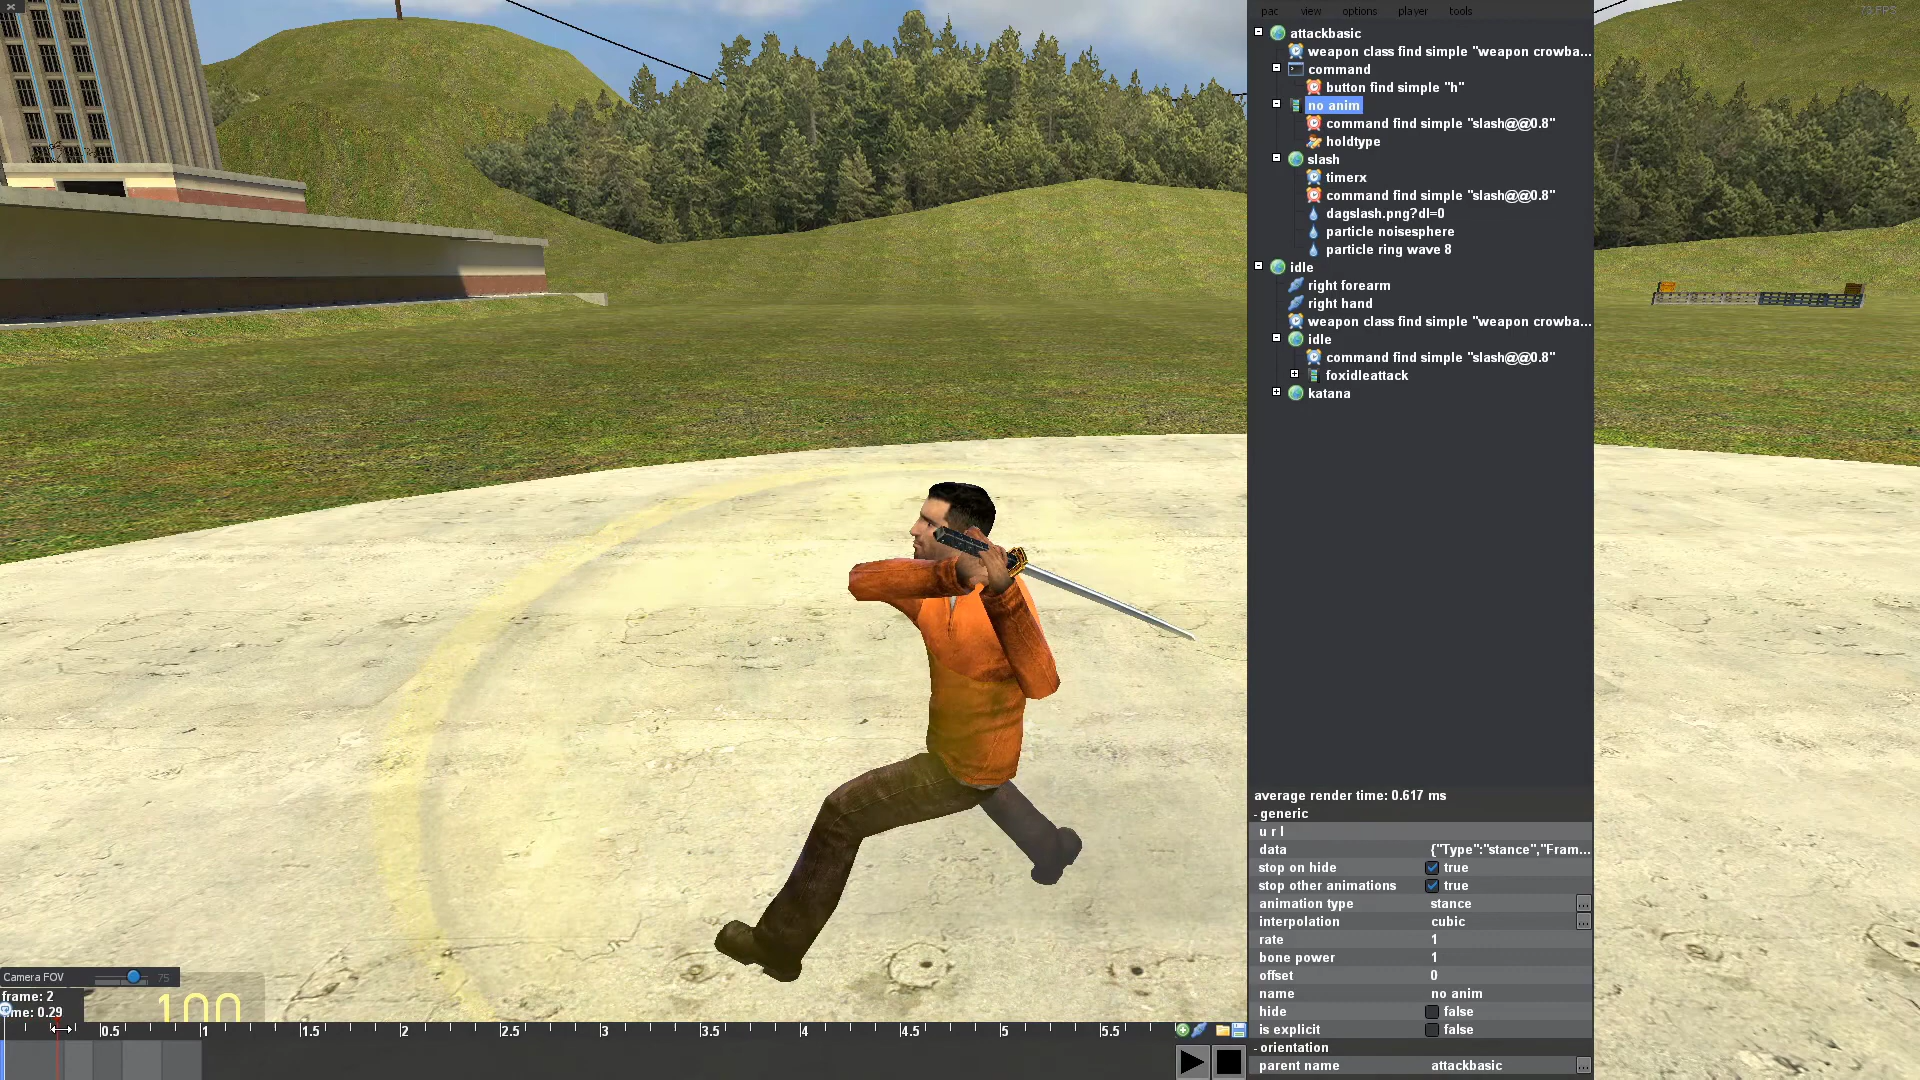 pac view options player tools
73 FPS
attackbasic
weapon class find simple "weapon crowba...
command
button find simple "h"
no anim
command find simple "slash@@0.8"
holdtype
slash
timerx
command find simple "slash@@0.8"
dagslash.png?dl=0
particle noisesphere
particle ring wave 8
idle
right forearm
right hand
weapon class find simple "weapon crowba...
idle
command find simple "slash@@0.8"
foxidleattack
katana
average render time: 0.617 ms
- generic
u r l
data {"Type":"stance","Fram...
stop on hide true
stop other animations true
animation type stance ...
interpolation cubic ...
rate 1
bone power 1
offset 0
name no anim
hide false
is explicit false
- orientation
parent name attackbasic ...
Camera FOV 75
frame: 2
time: 0.29
100
0.5 1 1.5 2 2.5 3 3.5 4 4.5 5 5.5